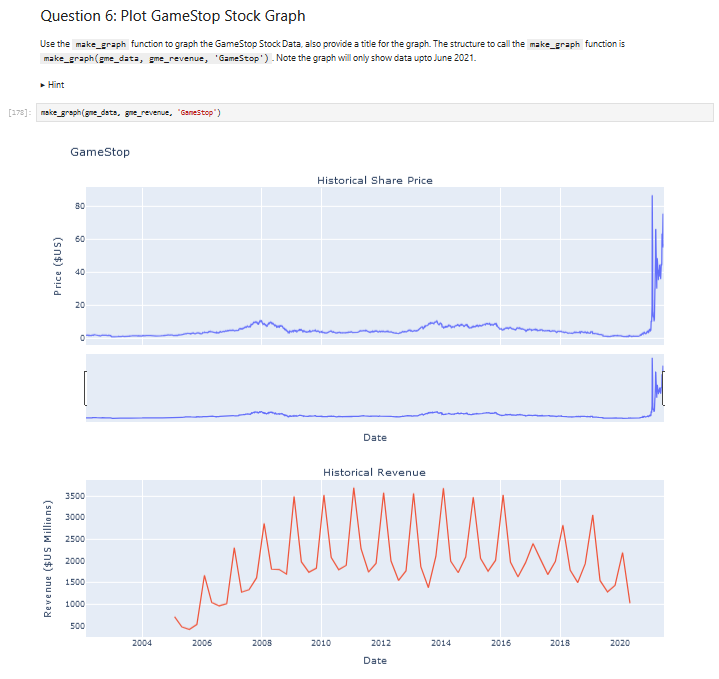 Question 6: Plot GameStop Stock Graph
Use the make_graph function to graph the GameStop Stock Data, also provide a title for the graph. The structure to call the make_graph function is
make_graph(gme_data, gme_revenue, 'GameStop') . Note the graph will only show data upto June 2021.
▸ Hint
[178]: make_graph(gme_data, gme_revenue, 'GameStop')
GameStop
Historical Share Price
80
60
40
20
0
Price ($US)
Date
Historical Revenue
3500
3000
2500
2000
1500
1000
500
Revenue ($US Millions)
2004 2006 2008 2010 2012 2014 2016 2018 2020
Date